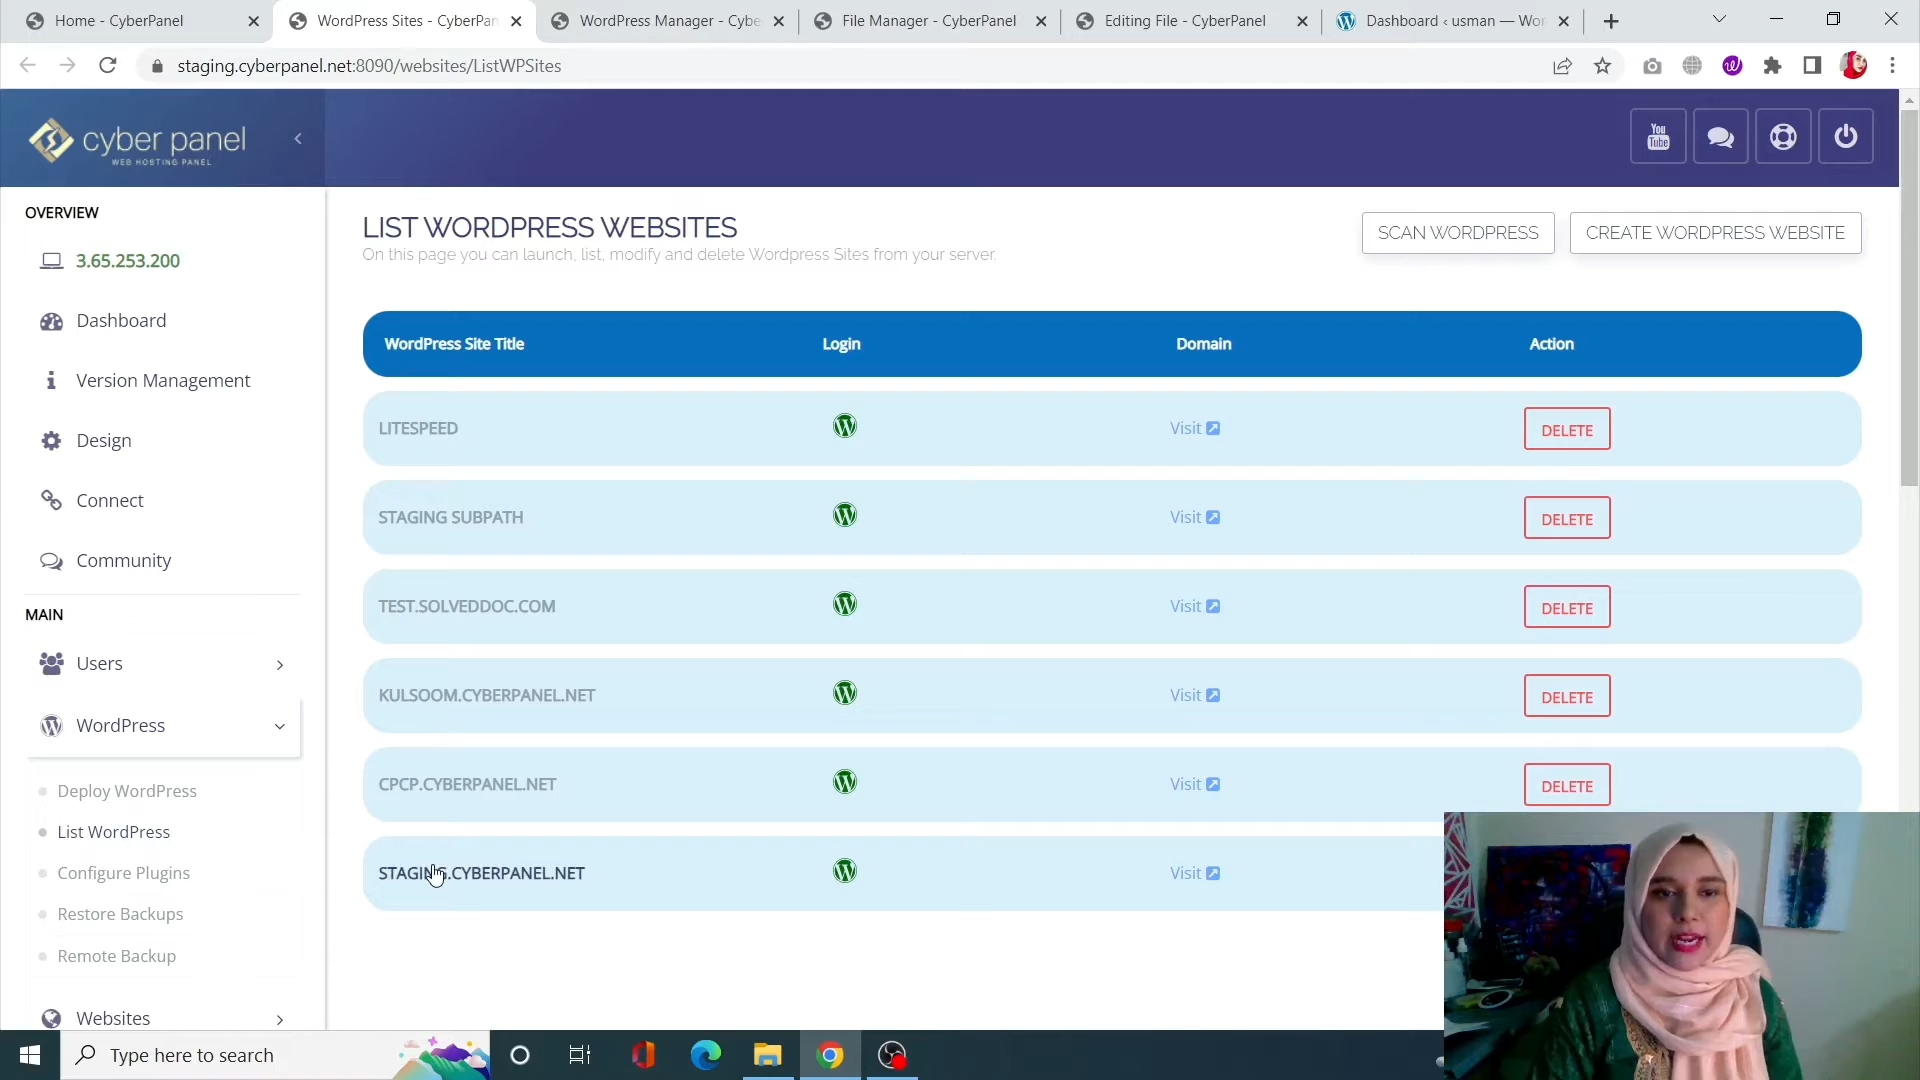 Home - CyberPanel
WordPress Sites - CyberPan
WordPress Manager - Cybe
File Manager - CyberPanel
Editing File - CyberPanel
Dashboard ‹ usman — Wor
staging.cyberpanel.net:8090/websites/ListWPSites
cyber panel
WEB HOSTING PANEL
You
Tube
OVERVIEW
3.65.253.200
Dashboard
Version Management
Design
Connect
Community
MAIN
Users
WordPress
Deploy WordPress
List WordPress
Configure Plugins
Restore Backups
Remote Backup
Websites
LIST WORDPRESS WEBSITES
On this page you can launch, list, modify and delete Wordpress Sites from your server.
SCAN WORDPRESS
CREATE WORDPRESS WEBSITE
WordPress Site Title Login Domain Action
LITESPEED Visit DELETE
STAGING SUBPATH Visit DELETE
TEST.SOLVEDDOC.COM Visit DELETE
KULSOOM.CYBERPANEL.NET Visit DELETE
CPCP.CYBERPANEL.NET Visit DELETE
STAGING.CYBERPANEL.NET Visit
Type here to search